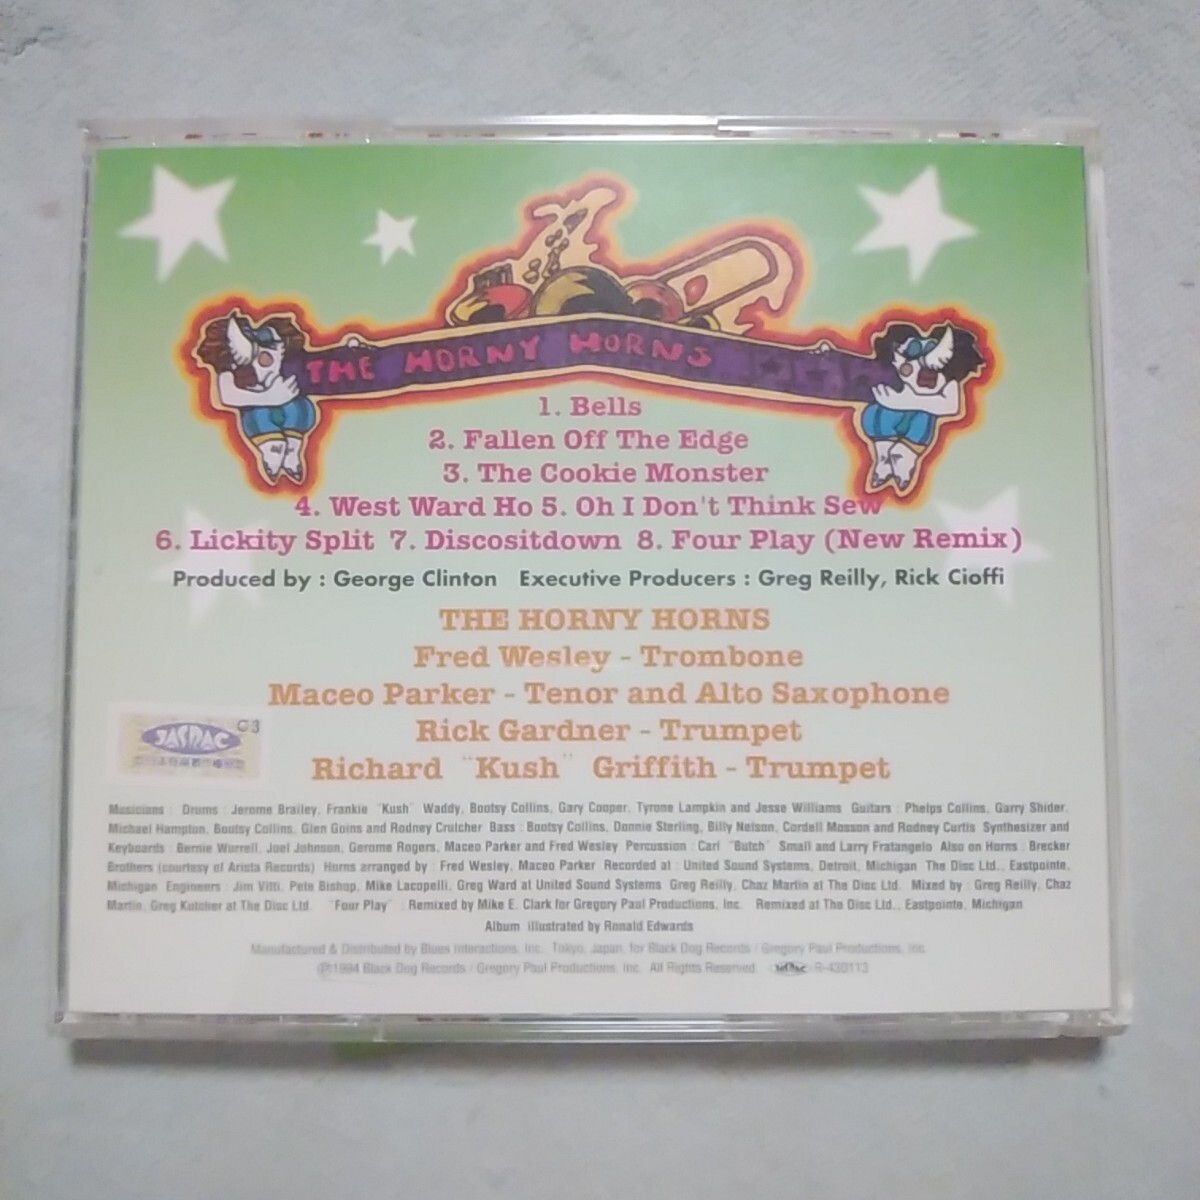 THE HORNY HORNS
1. Bells
2. Fallen Off The Edge
3. The Cookie Monster
4. West Ward Ho 5. Oh I Don't Think Sew
6. Lickity Split 7. Discositdown 8. Four Play (New Remix)
Produced by : George Clinton Executive Producers : Greg Reilly, Rick Cioffi
THE HORNY HORNS
Fred Wesley - Trombone
Maceo Parker - Tenor and Alto Saxophone
Rick Gardner - Trumpet
Richard "Kush" Griffith - Trumpet
JASRAC
Musicians : Drums : Jerome Brailey, Frankie "Kush" Waddy, Bootsy Collins, Gary Cooper, Tyrone Lampkin and Jesse Williams Guitars : Phelps Collins, Garry Shider,
Michael Hampton, Bootsy Collins, Glen Goins and Rodney Crutcher Bass : Bootsy Collins, Donnie Sterling, Billy Nelson, Cordell Mosson and Rodney Curtis Synthesizer and
Keyboards : Bernie Worrell, Joel Johnson, Gerome Rogers, Maceo Parker and Fred Wesley Percussion : Carl "Butch" Small and Larry Fratangelo Also on Horns : Brecker
Brothers (courtesy of Arista Records) Horns arranged by : Fred Wesley, Maceo Parker Recorded at : United Sound Systems, Detroit, Michigan The Disc Ltd., Eastpointe,
Michigan Engineers : Jim Vitti, Pete Bishop, Mike Lacopelli, Greg Ward at United Sound Systems Greg Reilly, Chaz Martin at The Disc Ltd. Mixed by : Greg Reilly, Chaz
Martin, Greg Kutcher at The Disc Ltd. "Four Play" : Remixed by Mike E. Clark for Gregory Paul Productions, Inc. Remixed at The Disc Ltd., Eastpointe, Michigan
Album illustrated by Ronald Edwards
Manufactured & Distributed by Blues Interactions, Inc. Tokyo, Japan, for Black Dog Records / Gregory Paul Productions, Inc.
℗1994 Black Dog Records / Gregory Paul Productions, Inc. All Rights Reserved R-430113